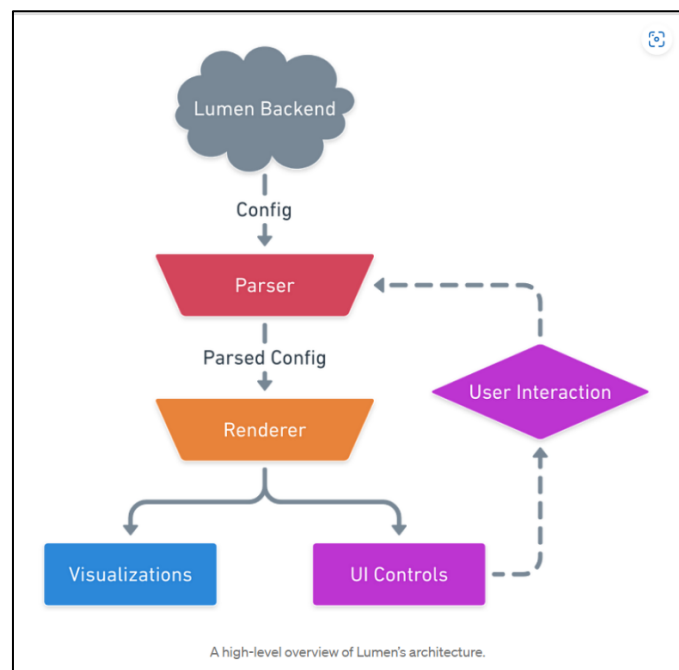 Lumen Backend
Config
Parser
Parsed Config
User Interaction
Renderer
Visualizations
UI Controls
A high-level overview of Lumen's architecture.